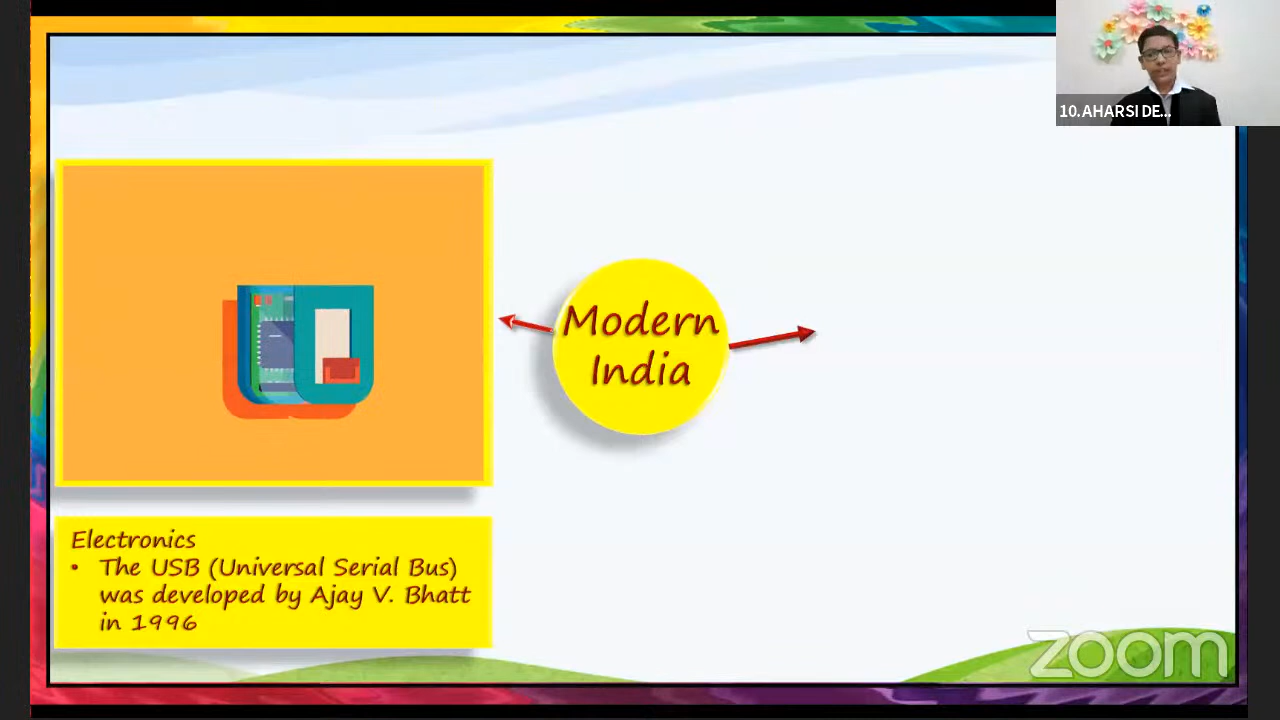 10.AHARSI DE...
Modern
India
Electronics
• The USB (Universal Serial Bus)
was developed by Ajay V. Bhatt
in 1996
zoom